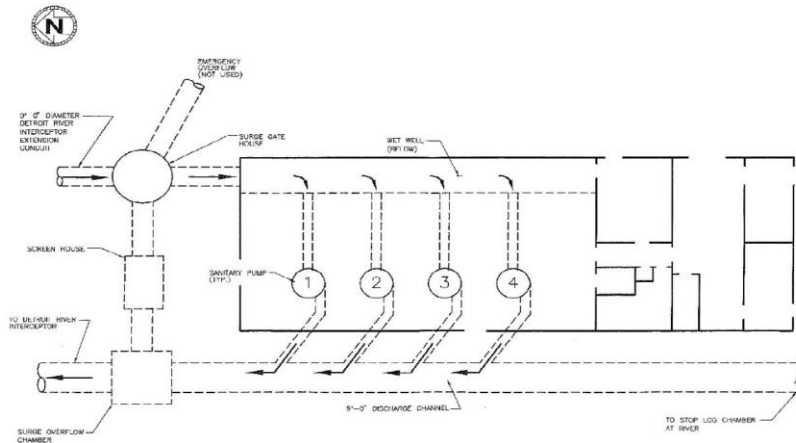 N
EMERGENCY
OVERFLOW
(NOT USED)
DIAMETER
DETROIT RIVER
INTERCEPTOR
EXTENSION
CONDUIT
SURGE GATE
HOUSE
WET WELL
(BELOW)
SCREEN HOUSE
SANITARY PUMP
(TYP.)
1
2
3
4
TO DETROIT RIVER
INTERCEPTOR
SURGE OVERFLOW
CHAMBER
9'-0" DISCHARGE CHANNEL
TO STOP LOG CHAMBER
AT RIVER